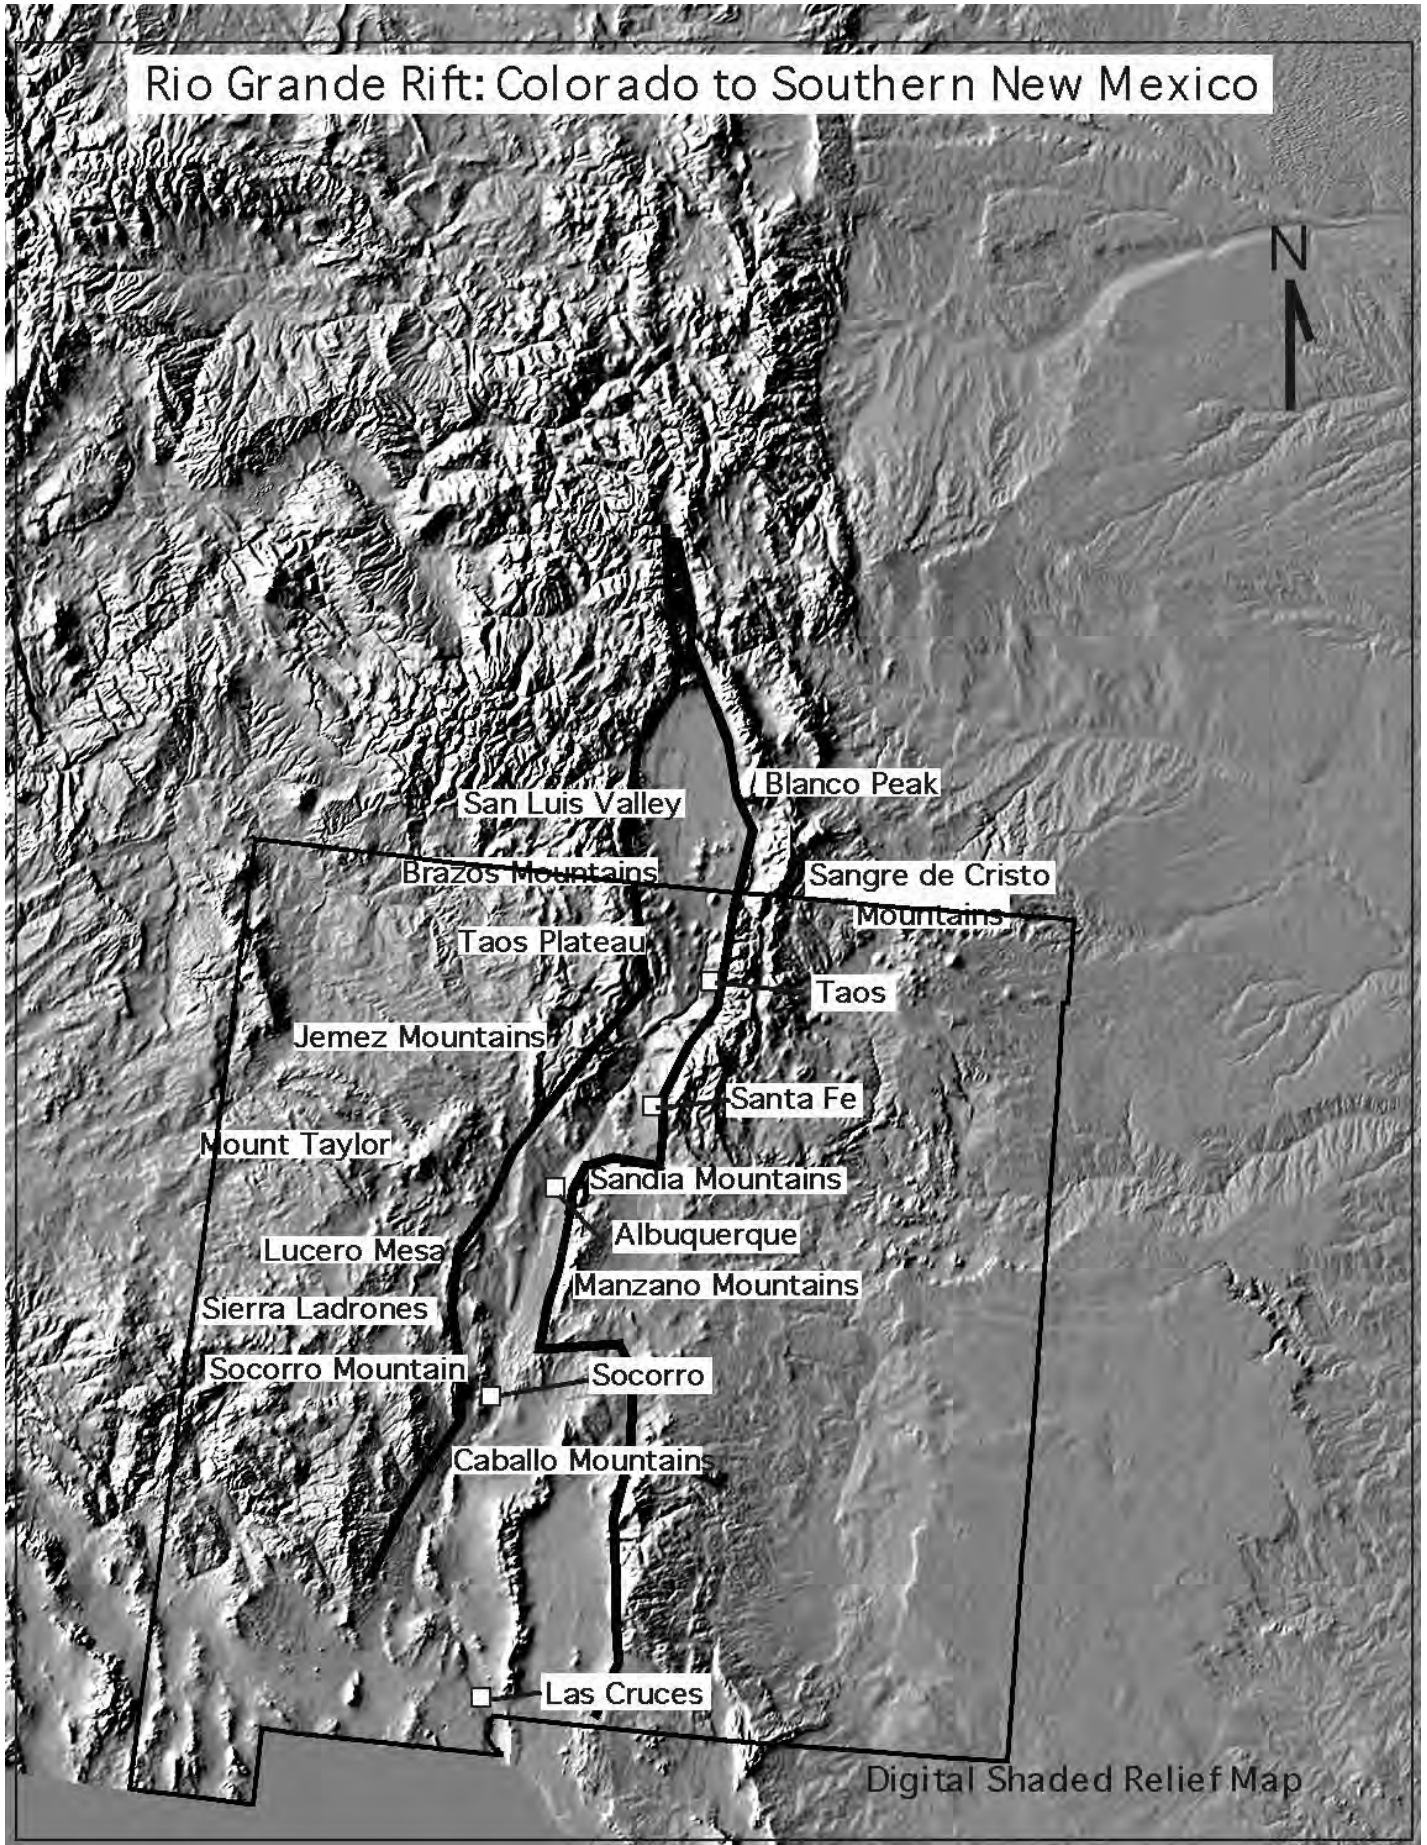 Rio Grande Rift: Colorado to Southern New Mexico
N
Blanco Peak
San Luis Valley
Brazos Mountains
Sangre de Cristo
Mountains
Taos Plateau
Taos
Jemez Mountains
Santa Fe
Mount Taylor
Sandia Mountains
Albuquerque
Lucero Mesa
Manzano Mountains
Sierra Ladrones
Socorro Mountain
Socorro
Caballo Mountains
Las Cruces
Digital Shaded Relief Map